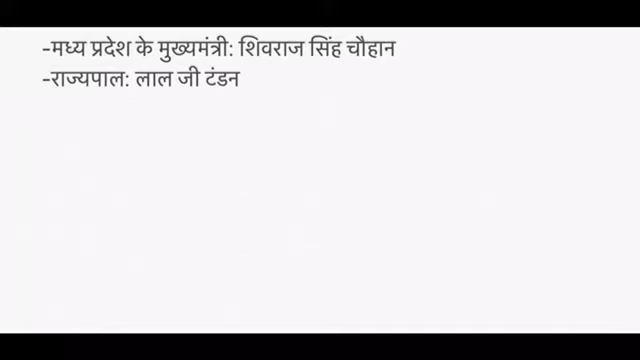 -मध्य प्रदेश के मुख्यमंत्री: शिवराज सिंह चौहान
-राज्यपाल: लाल जी टंडन